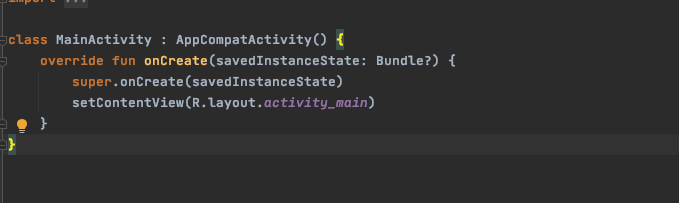 import ...
class MainActivity : AppCompatActivity() {
override fun onCreate(savedInstanceState: Bundle?) {
super.onCreate(savedInstanceState)
setContentView(R.layout.activity_main)
}
}